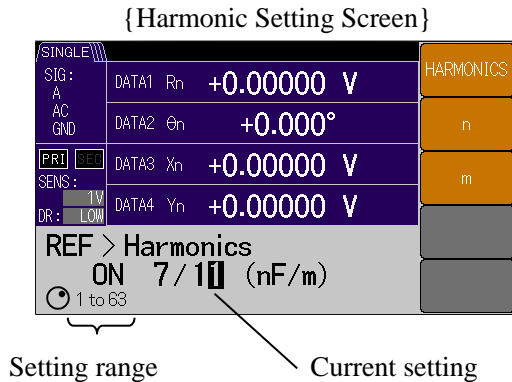 {Harmonic Setting Screen}
SINGLE
SIG:
A
AC
GND
PRI SEC
SENS:
1V
DR: LOW
DATA1 Rn +0.00000 V
DATA2 θn +0.000°
DATA3 Xn +0.00000 V
DATA4 Yn +0.00000 V
HARMONICS
n
m
REF > Harmonics
ON 7/11 (nF/m)
1 to 63
Setting range
Current setting